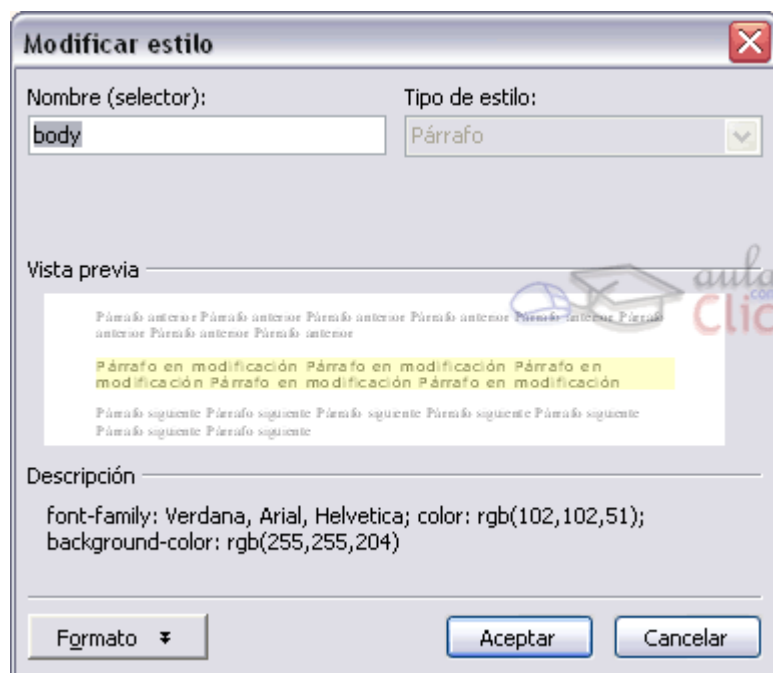 Modificar estilo
Nombre (selector): Tipo de estilo:
body Párrafo
Vista previa
aula
.com
Clic
Párrafo anterior Párrafo anterior Párrafo anterior Párrafo anterior Párrafo anterior Párrafo
anterior Párrafo anterior Párrafo anterior
Párrafo en modificación Párrafo en modificación Párrafo en
modificación Párrafo en modificación Párrafo en modificación
Párrafo siguiente Párrafo siguiente Párrafo siguiente Párrafo siguiente Párrafo siguiente
Párrafo siguiente Párrafo siguiente
Descripción
font-family: Verdana, Arial, Helvetica; color: rgb(102,102,51);
background-color: rgb(255,255,204)
Formato Aceptar Cancelar